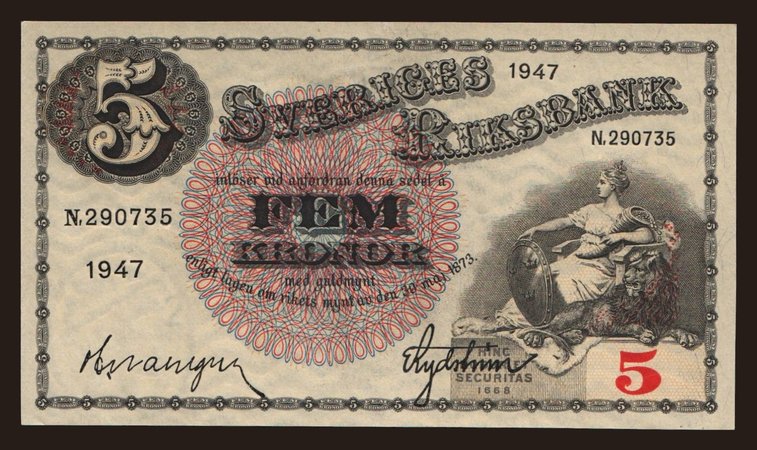 5
SVERIGES
RIKSBANK
1947
N.290735
inlöser vid anfordran denna sedel å
FEM
KRONOR
med guldmynt
enligt lagen om rikets mynt av den 30 maj 1873.
N.290735
1947
HINC
SECURITAS
1668
5